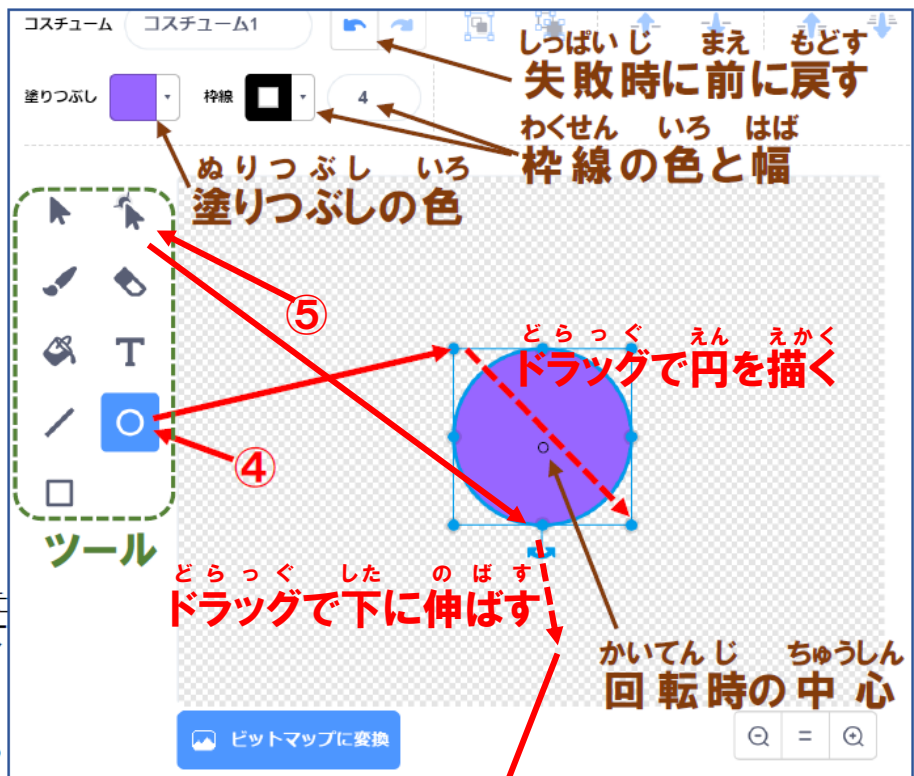 コスチューム コスチューム1
しっぱいじ まえ もどす
失敗時に前に戻す
塗りつぶし 枠線 4
わくせん いろ はば
枠線の色と幅
ぬりつぶし いろ
塗りつぶしの色
⑤
どらっぐ えん えかく
ドラッグで円を描く
T
④
ツール
どらっぐ した のばす
ドラッグで下に伸ばす
かいてんじ ちゅうしん
回転時の中心
ビットマップに変換
=